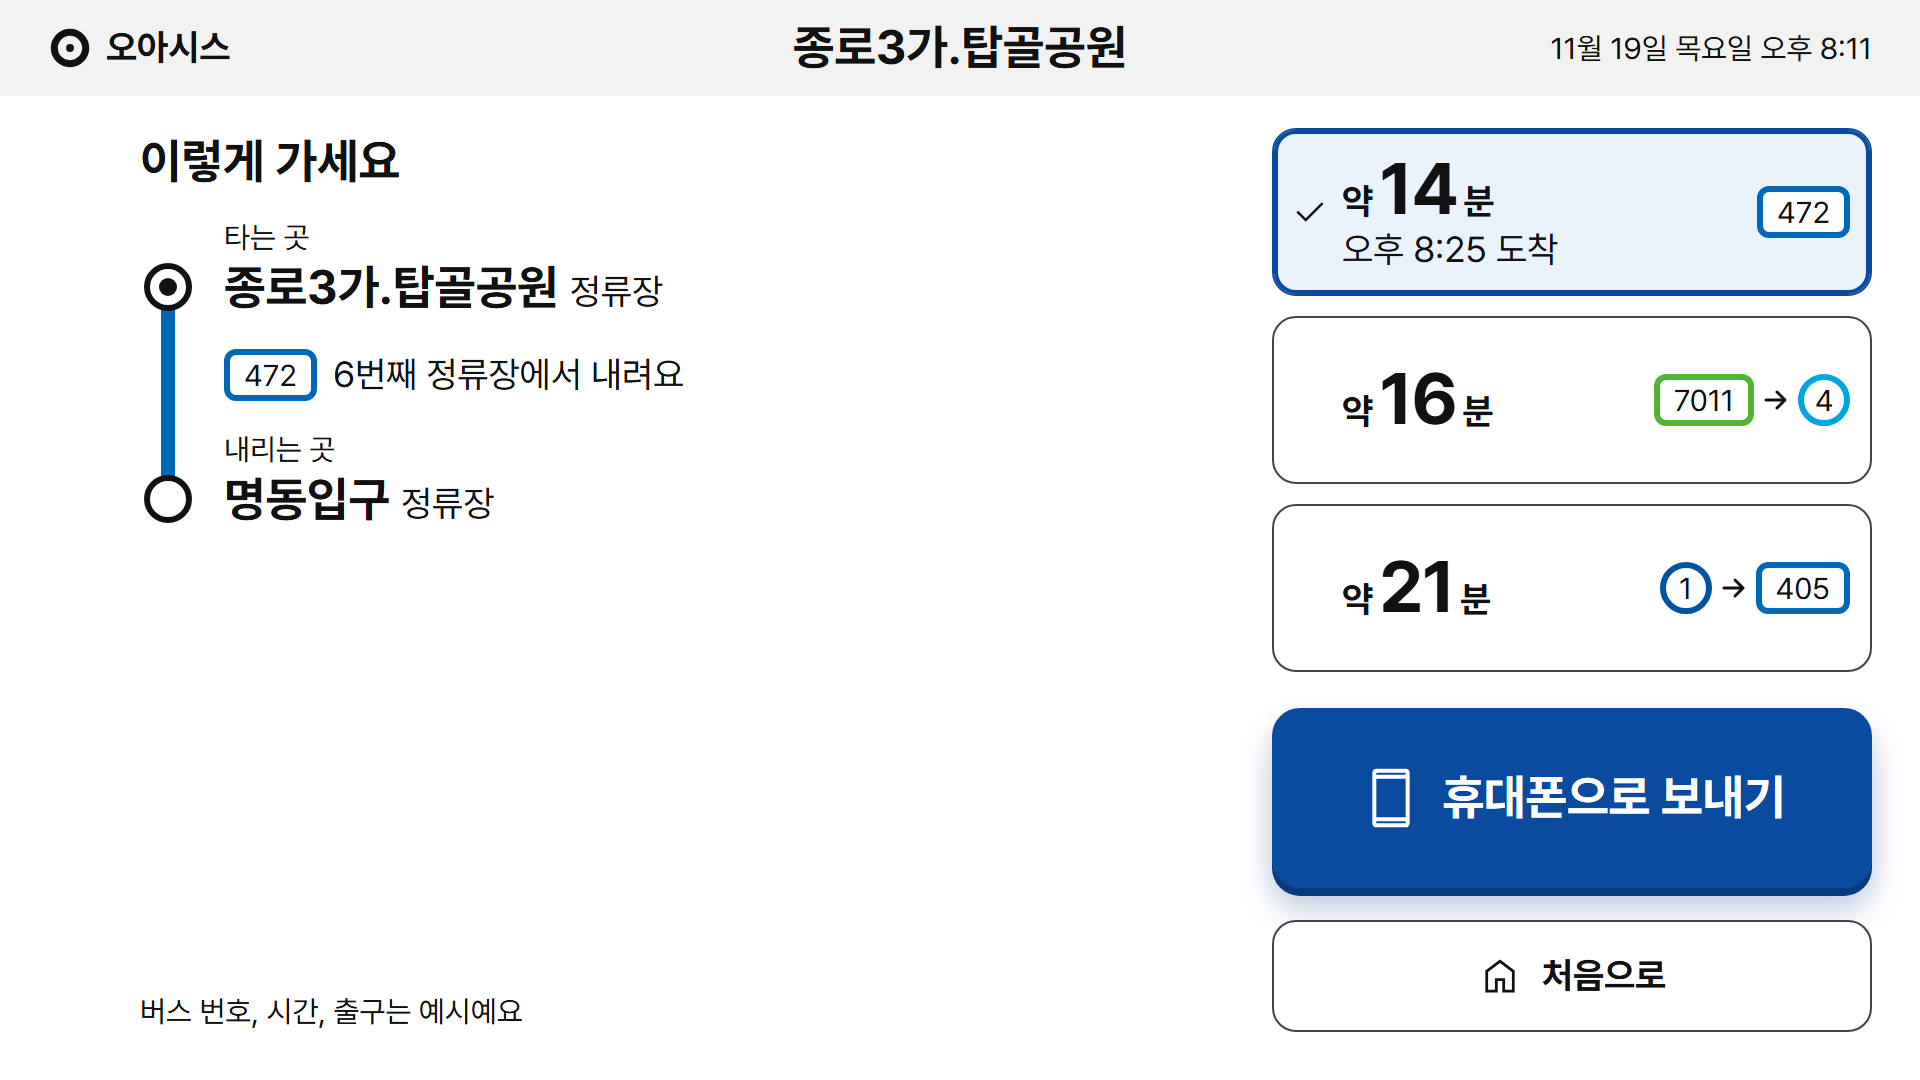 오아시스
종로3가.탑골공원
11월 19일 목요일 오후 8:11
이렇게 가세요
타는 곳
종로3가.탑골공원 정류장
472 6번째 정류장에서 내려요
내리는 곳
명동입구 정류장
버스 번호, 시간, 출구는 예시예요
약 14 분
오후 8:25 도착
472
약 16 분
7011 → 4
약 21 분
1 → 405
휴대폰으로 보내기
처음으로